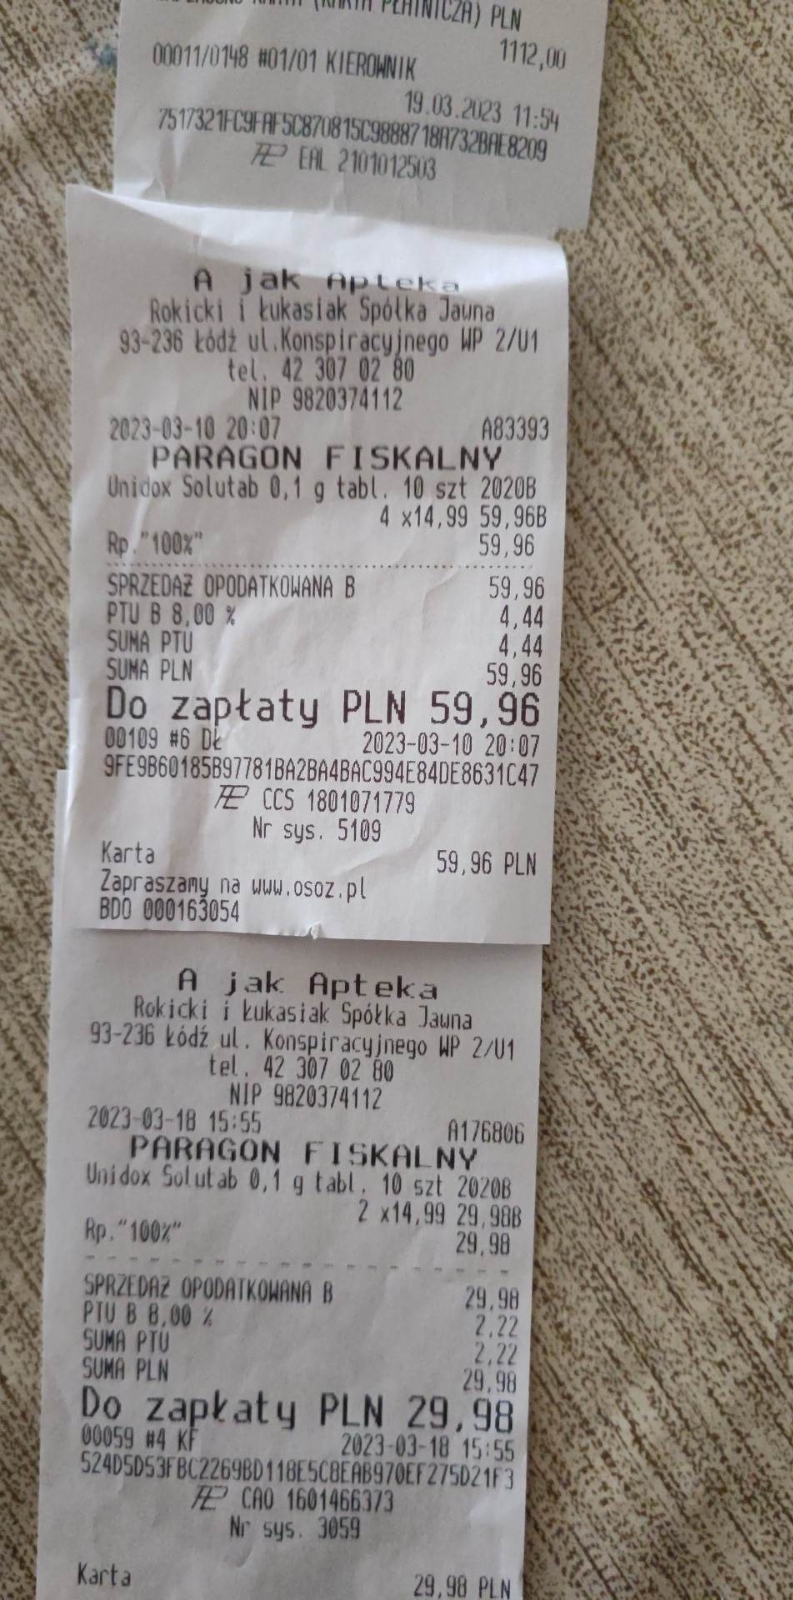 (KARTA PŁATNICZA) PLN
1112,00
00011/0148 #01/01 KIEROWNIK
19.03.2023 11:54
7517321FC9FAF5C870815C9888718A732BAE8209
EAL 2101012503
A jak Apteka
Rokicki i Łukasiak Spółka Jawna
93-236 Łódź ul.Konspiracyjnego WP 2/U1
tel. 42 307 02 80
NIP 9820374112
2023-03-10 20:07 A83393
PARAGON FISKALNY
Unidox Solutab 0,1 g tabl. 10 szt 2020B
4 x14,99 59,96B
Rp."100%" 59,96
SPRZEDAŻ OPODATKOWANA B 59,96
PTU B 8,00 % 4,44
SUMA PTU 4,44
SUMA PLN 59,96
Do zapłaty PLN 59,96
00109 #6 DŁ 2023-03-10 20:07
9FE9B60185B97781BA2BA4BAC994E84DE8631C47
CCS 1801071779
Nr sys. 5109
Karta 59,96 PLN
Zapraszamy na www.osoz.pl
BDO 000163054
A jak Apteka
Rokicki i Łukasiak Spółka Jawna
93-236 Łódź ul. Konspiracyjnego WP 2/U1
tel. 42 307 02 80
NIP 9820374112
2023-03-18 15:55 A176806
PARAGON FISKALNY
Unidox Solutab 0,1 g tabl. 10 szt 2020B
2 x14,99 29,98B
Rp."100%" 29,98
SPRZEDAŻ OPODATKOWANA B 29,98
PTU B 8,00 % 2,22
SUMA PTU 2,22
SUMA PLN 29,98
Do zapłaty PLN 29,98
00059 #4 KF 2023-03-18 15:55
524D5D53FBC2269BD118E5C8EAB970EF275D21F3
CAO 1601466373
Nr sys. 3059
Karta 29,98 PLN